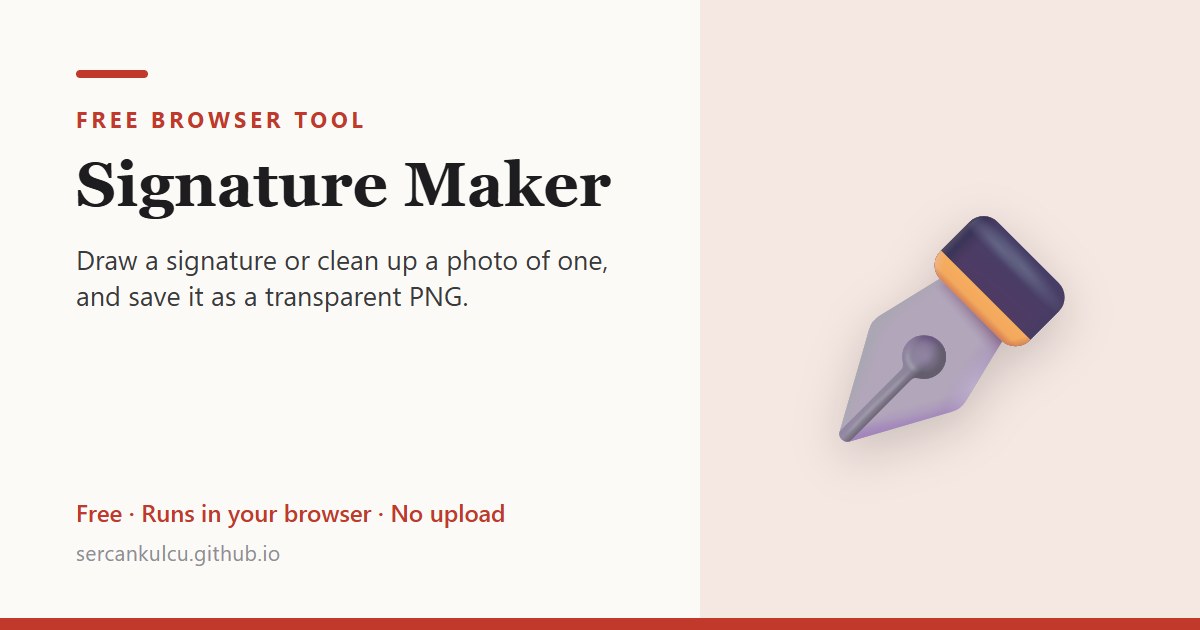 FREE BROWSER TOOL
Signature Maker
Draw a signature or clean up a photo of one,
and save it as a transparent PNG.
Free · Runs in your browser · No upload
sercankulcu.github.io